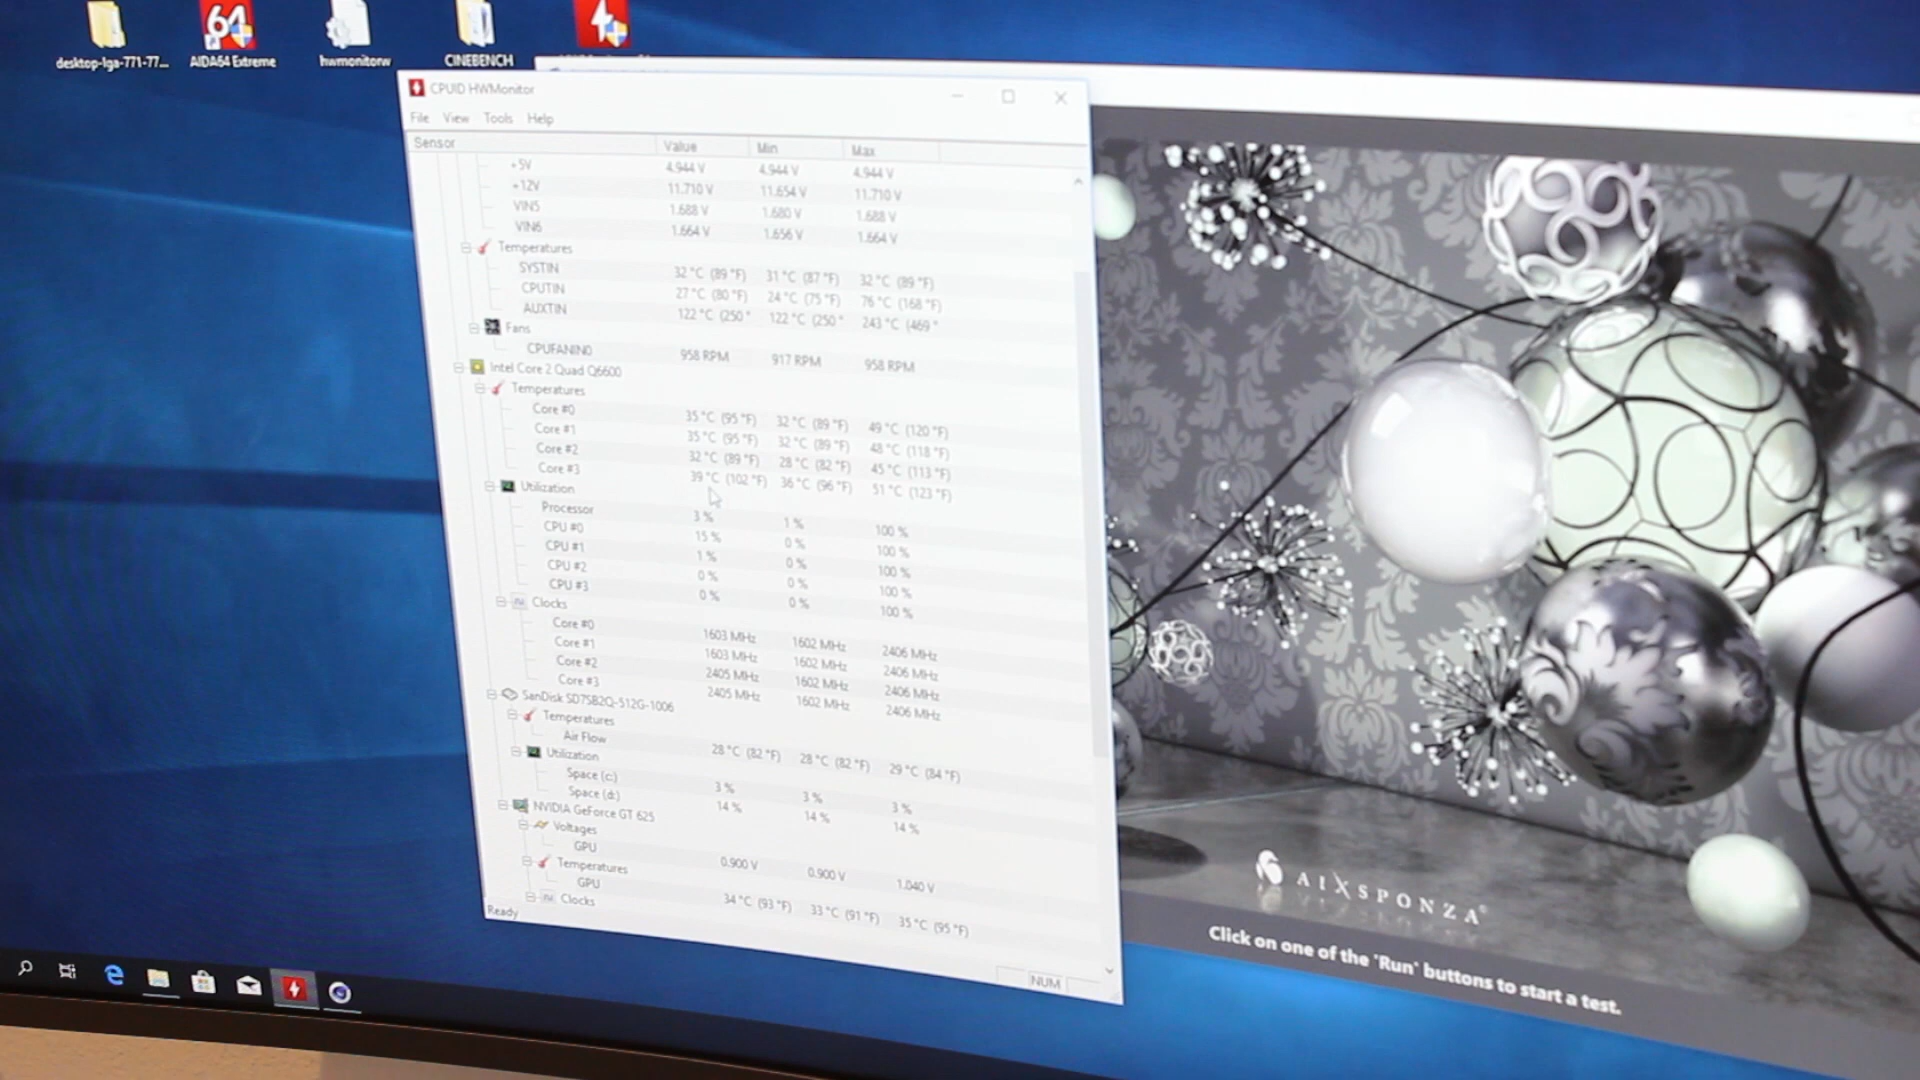 desktop-lga-771-77...
AIDA64 Extreme
hwmonitorw
CINEBENCH
64
CPUID HWMonitor
File View Tools Help
Sensor Value Min Max
+5V 4.944 V 4.944 V 4.944 V
+12V 11.710 V 11.654 V 11.710 V
VIN5 1.688 V 1.680 V 1.688 V
VIN6 1.664 V 1.656 V 1.664 V
Temperatures
SYSTIN 32 °C (89 °F) 31 °C (87 °F) 32 °C (89 °F)
CPUTIN 27 °C (80 °F) 24 °C (75 °F) 76 °C (168 °F)
AUXTIN 122 °C (250 ° 122 °C (250 ° 243 °C (469 °
Fans
CPUFANIN0 958 RPM 917 RPM 958 RPM
Intel Core 2 Quad Q6600
Temperatures
Core #0 35 °C (95 °F) 32 °C (89 °F) 49 °C (120 °F)
Core #1 35 °C (95 °F) 32 °C (89 °F) 48 °C (118 °F)
Core #2 32 °C (89 °F) 28 °C (82 °F) 45 °C (113 °F)
Core #3 39 °C (102 °F) 36 °C (96 °F) 51 °C (123 °F)
Utilization
Processor 3 % 1 % 100 %
CPU #0 15 % 0 % 100 %
CPU #1 1 % 0 % 100 %
CPU #2 0 % 0 % 100 %
CPU #3 0 % 0 % 100 %
Clocks
Core #0 1603 MHz 1602 MHz 2406 MHz
Core #1 1603 MHz 1602 MHz 2406 MHz
Core #2 2405 MHz 1602 MHz 2406 MHz
Core #3 2405 MHz 1602 MHz 2406 MHz
SanDisk SD7SB2Q-512G-1006
Temperatures
Air Flow 28 °C (82 °F) 28 °C (82 °F) 29 °C (84 °F)
Utilization
Space (c:) 3 % 3 % 3 %
Space (d:) 14 % 14 % 14 %
NVIDIA GeForce GT 625
Voltages
GPU 0.900 V 0.900 V 1.040 V
Temperatures
GPU 34 °C (93 °F) 33 °C (91 °F) 35 °C (95 °F)
Clocks
Ready
NUM
AIXSPONZA®
Click on one of the 'Run' buttons to start a test.